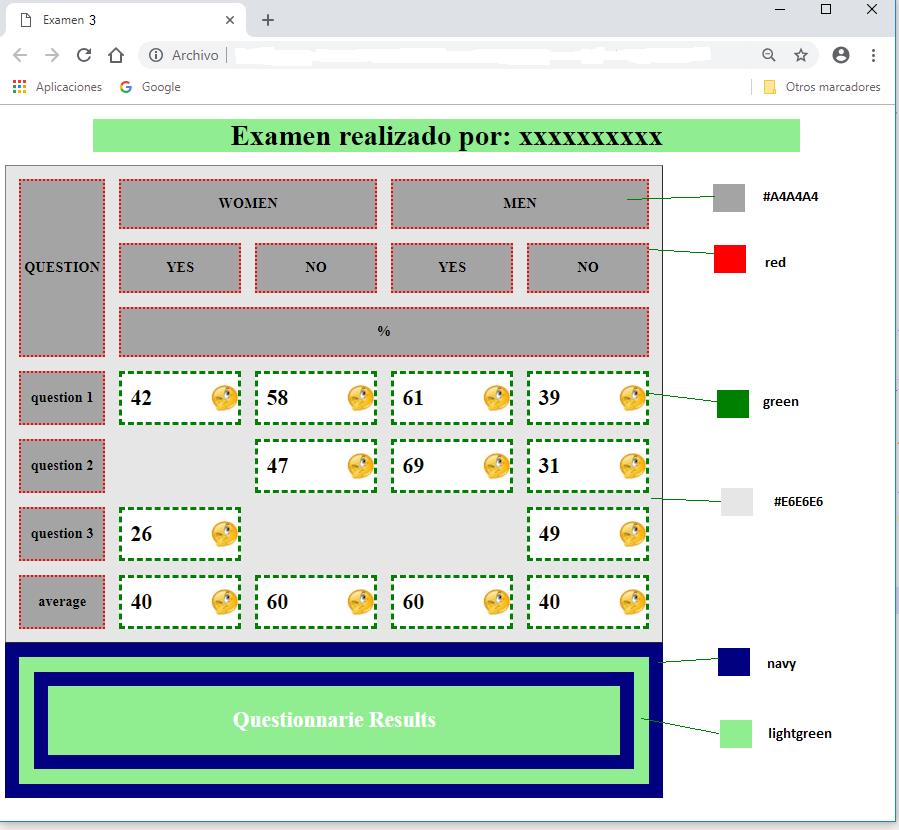 Examen 3
Archivo
Aplicaciones
Google
Otros marcadores
Examen realizado por: xxxxxxxxxx
QUESTION
WOMEN
MEN
YES
NO
YES
NO
%
question 1
42
58
61
39
question 2
47
69
31
question 3
26
49
average
40
60
60
40
Questionnarie Results
#A4A4A4
red
green
#E6E6E6
navy
lightgreen